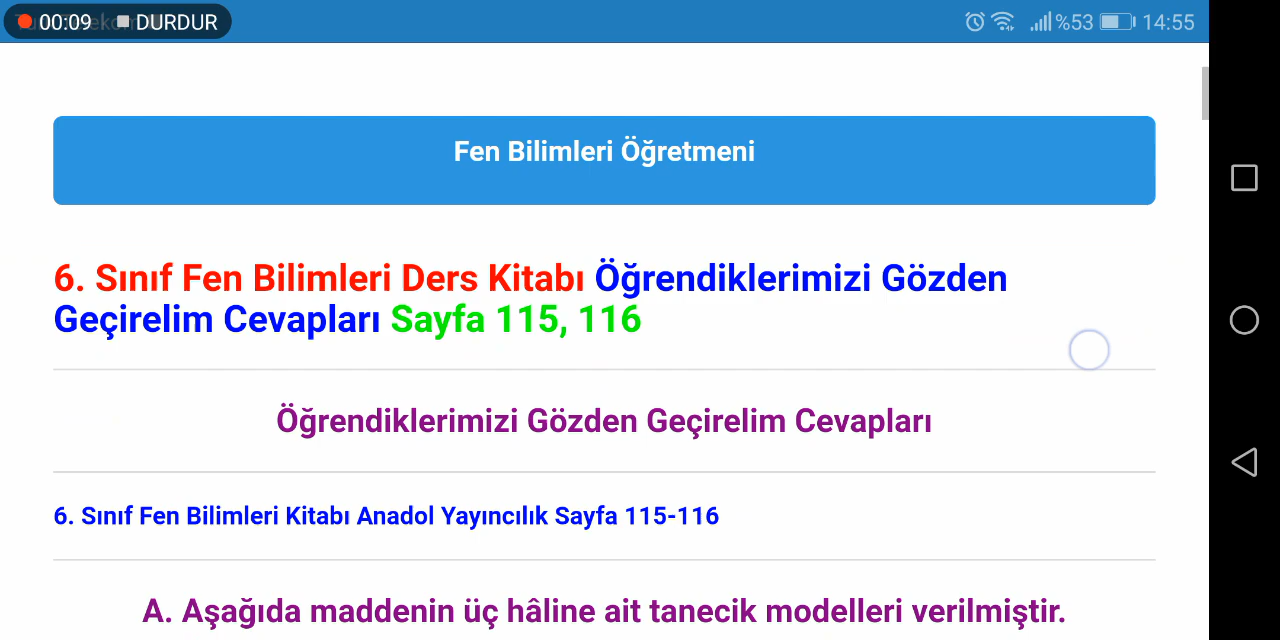 00:09 DURDUR %53 14:55
Fen Bilimleri Öğretmeni
6. Sınıf Fen Bilimleri Ders Kitabı Öğrendiklerimizi Gözden
Geçirelim Cevapları Sayfa 115, 116
Öğrendiklerimizi Gözden Geçirelim Cevapları
6. Sınıf Fen Bilimleri Kitabı Anadol Yayıncılık Sayfa 115-116
A. Aşağıda maddenin üç hâline ait tanecik modelleri verilmiştir.